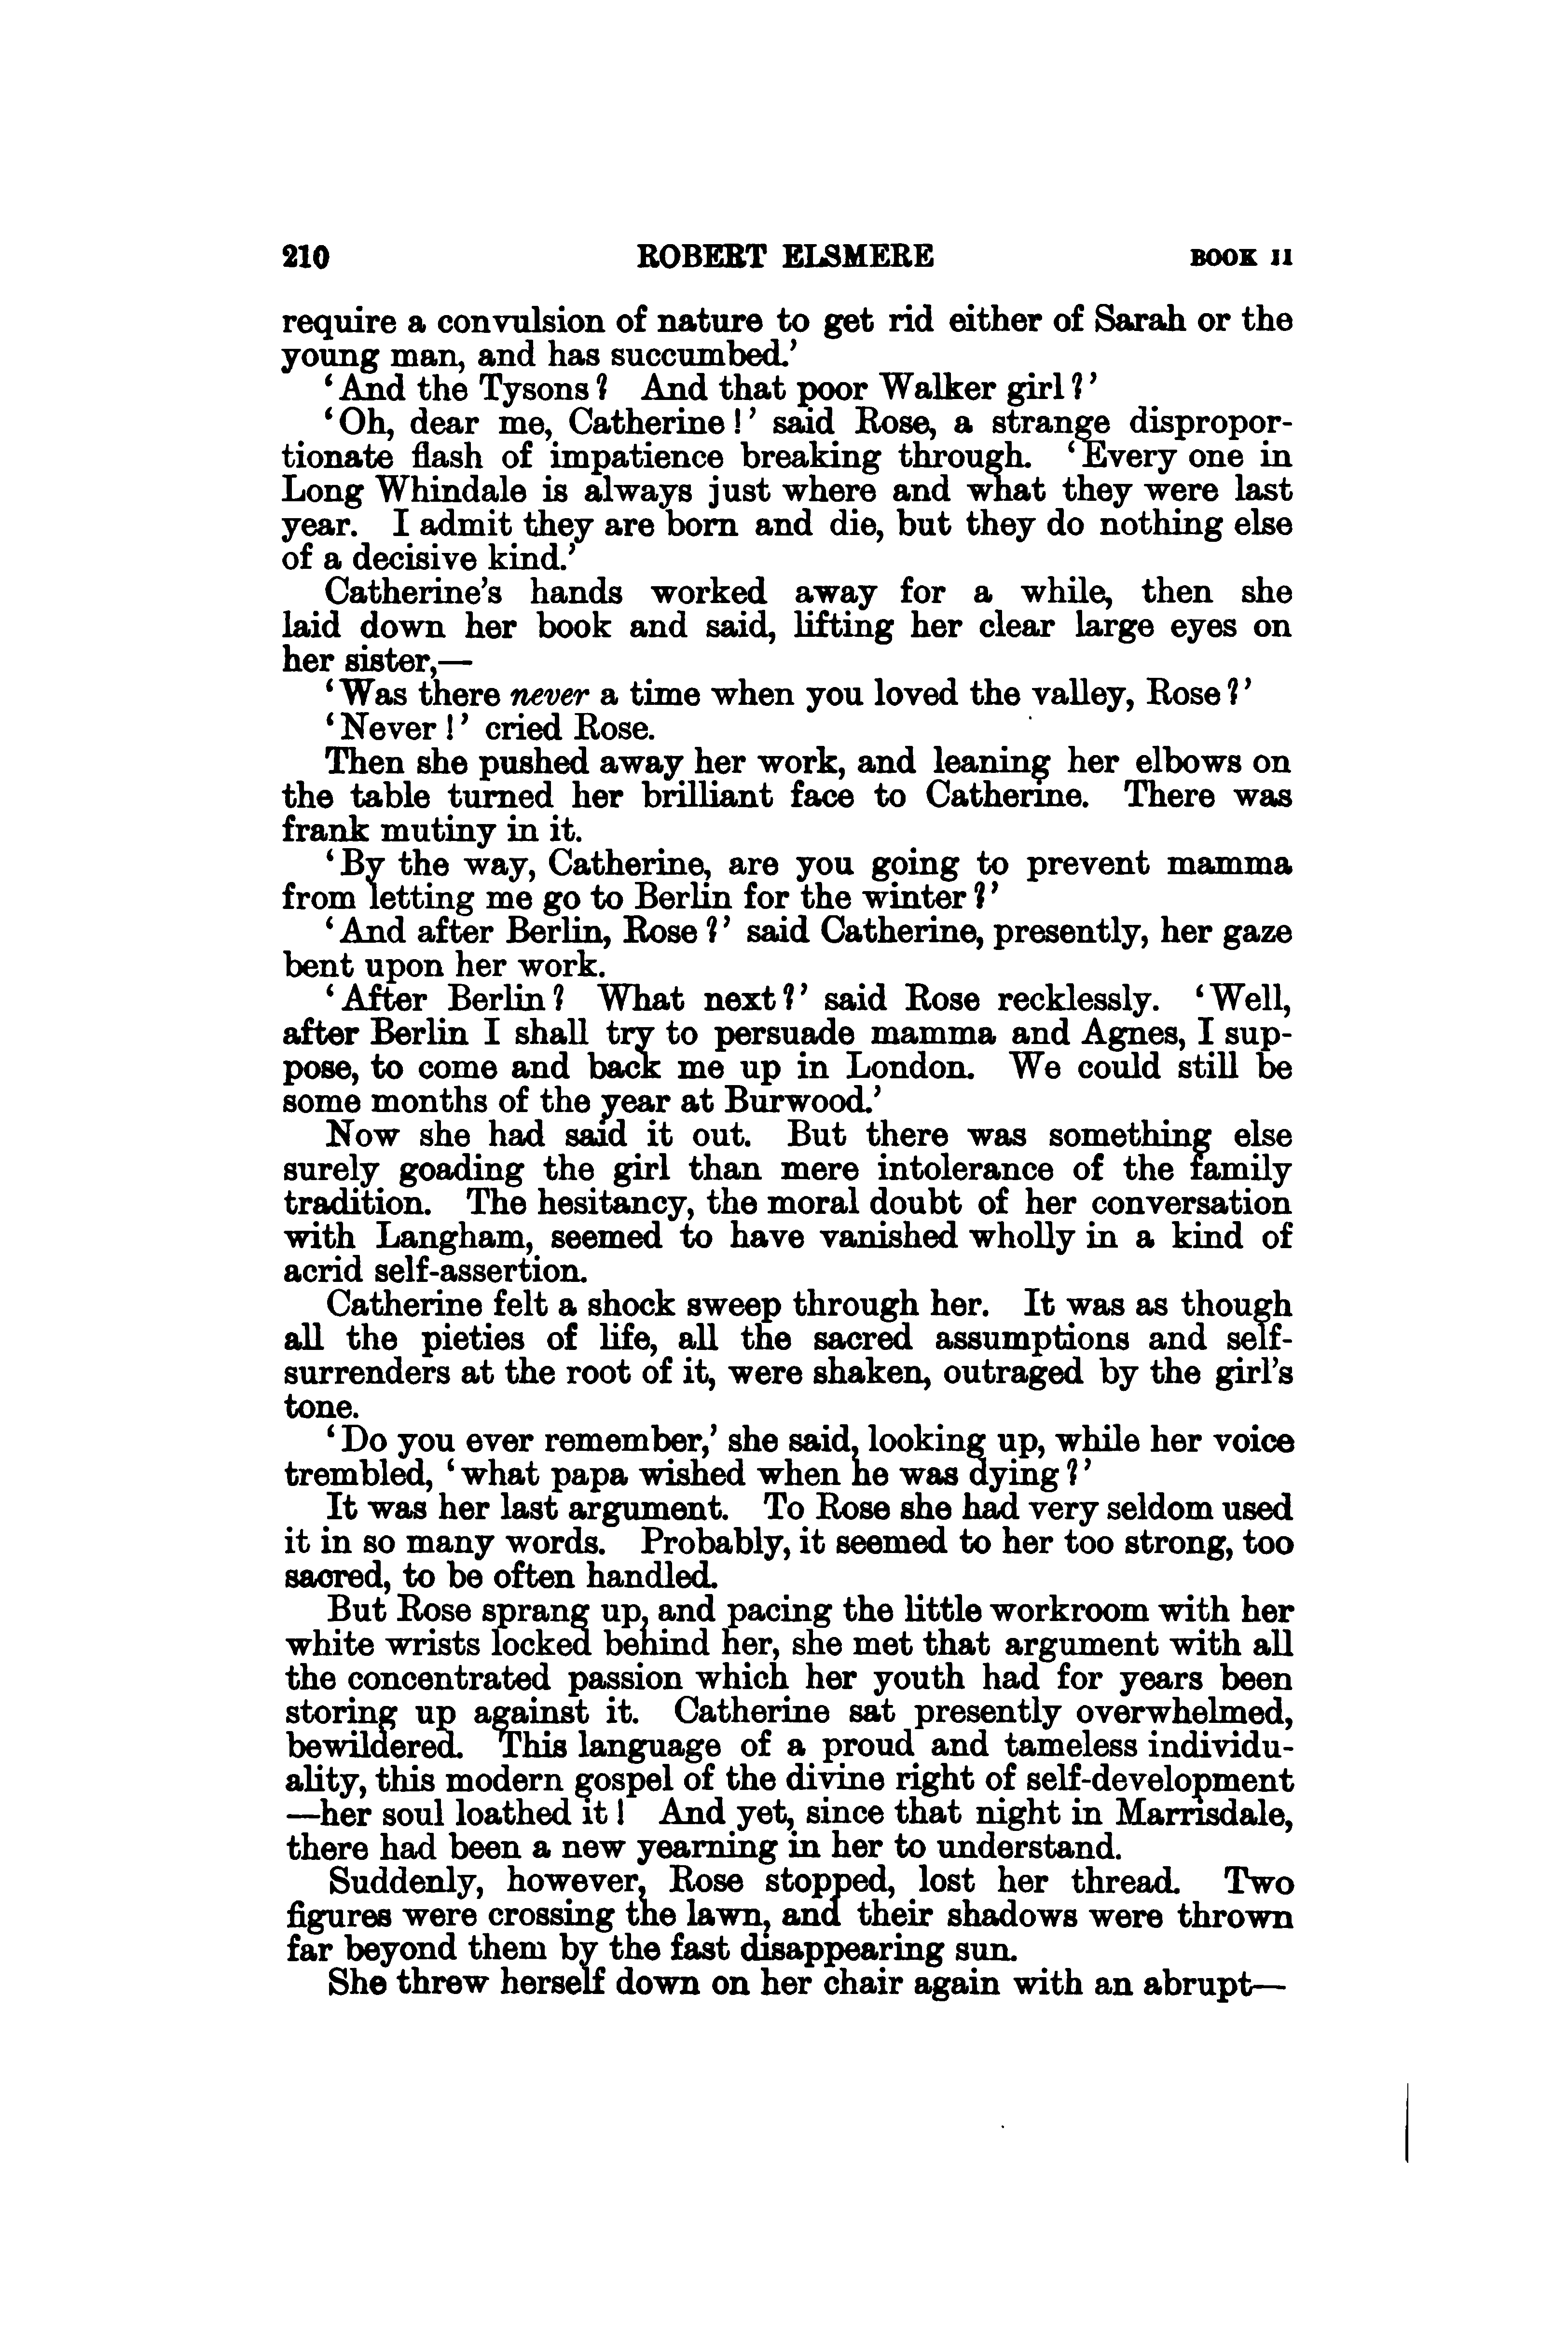 210 ROBERT ELSMERE BOOK II
require a convulsion of nature to get rid either of Sarah or the
young man, and has succumbed.’
‘And the Tysons? And that poor Walker girl?’
‘Oh, dear me, Catherine!’ said Rose, a strange dispropor-
tionate flash of impatience breaking through. ‘Every one in
Long Whindale is always just where and what they were last
year. I admit they are born and die, but they do nothing else
of a decisive kind.’
Catherine’s hands worked away for a while, then she
laid down her book and said, lifting her clear large eyes on
her sister,—
‘Was there never a time when you loved the valley, Rose?’
‘Never!’ cried Rose.
Then she pushed away her work, and leaning her elbows on
the table turned her brilliant face to Catherine. There was
frank mutiny in it.
‘By the way, Catherine, are you going to prevent mamma
from letting me go to Berlin for the winter?’
‘And after Berlin, Rose?’ said Catherine, presently, her gaze
bent upon her work.
‘After Berlin? What next?’ said Rose recklessly. ‘Well,
after Berlin I shall try to persuade mamma and Agnes, I sup-
pose, to come and back me up in London. We could still be
some months of the year at Burwood.’
Now she had said it out. But there was something else
surely goading the girl than mere intolerance of the family
tradition. The hesitancy, the moral doubt of her conversation
with Langham, seemed to have vanished wholly in a kind of
acrid self-assertion.
Catherine felt a shock sweep through her. It was as though
all the pieties of life, all the sacred assumptions and self-
surrenders at the root of it, were shaken, outraged by the girl’s
tone.
‘Do you ever remember,’ she said, looking up, while her voice
trembled, ‘what papa wished when he was dying?’
It was her last argument. To Rose she had very seldom used
it in so many words. Probably, it seemed to her too strong, too
sacred, to be often handled.
But Rose sprang up, and pacing the little workroom with her
white wrists locked behind her, she met that argument with all
the concentrated passion which her youth had for years been
storing up against it. Catherine sat presently overwhelmed,
bewildered. This language of a proud and tameless individu-
ality, this modern gospel of the divine right of self-development
—her soul loathed it! And yet, since that night in Marrisdale,
there had been a new yearning in her to understand.
Suddenly, however, Rose stopped, lost her thread. Two
figures were crossing the lawn, and their shadows were thrown
far beyond them by the fast disappearing sun.
She threw herself down on her chair again with an abrupt—